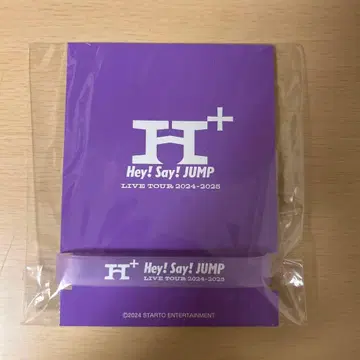 H+
Hey! Say! JUMP
LIVE TOUR 2024-2025
H+ Hey! Say! JUMP
LIVE TOUR 2024-2025
©2024 STARTO ENTERTAINMENT